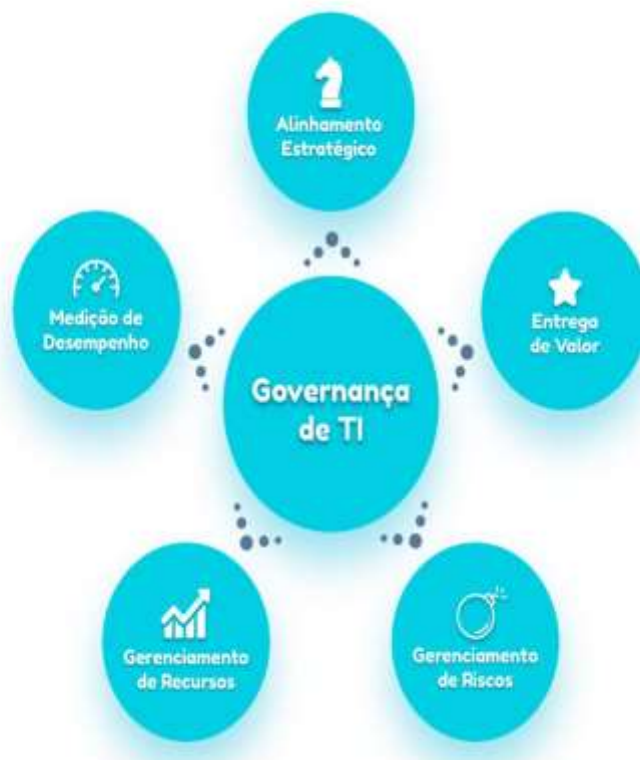 Alinhamento
Estratégico
Medição de
Desempenho
Entrega
de Valor
Governança
de TI
Gerenciamento
de Recursos
Gerenciamento
de Riscos